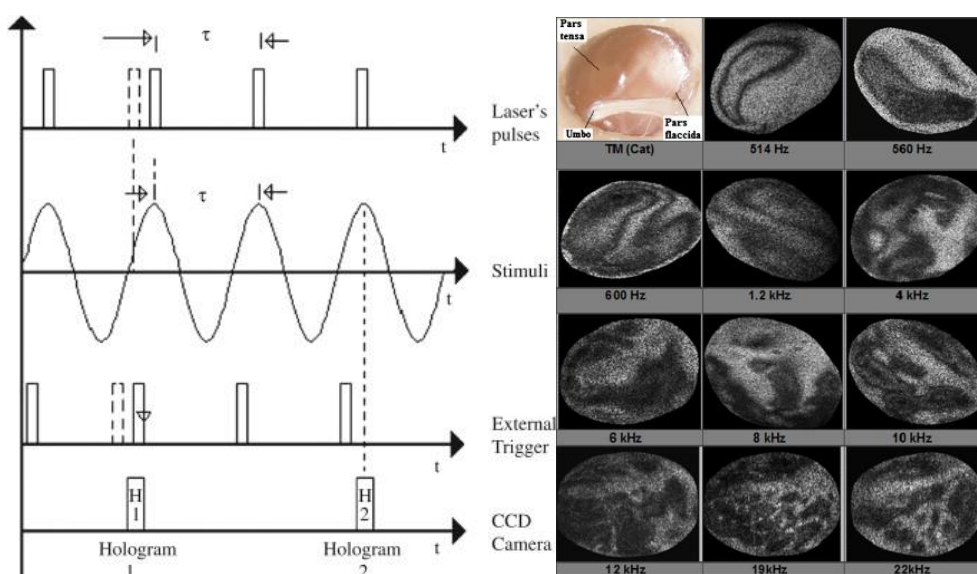 τ
t
Laser's
pulses
τ
t
Stimuli
t
External
Trigger
H
1
H
2
t
CCD
Camera
Hologram
1
Hologram
2
Pars
tensa
Umbo
Pars
flaccida
TM (Cat)
514 Hz
560 Hz
600 Hz
1.2 kHz
4 kHz
6 kHz
8 kHz
10 kHz
12 kHz
19kHz
22kHz